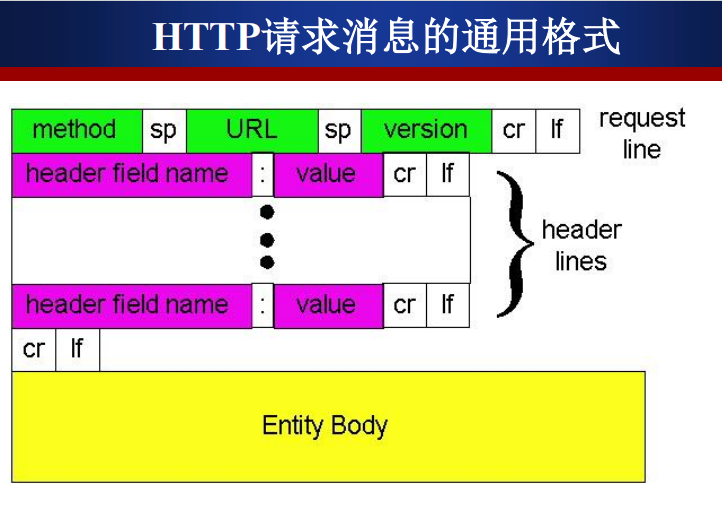 HTTP请求消息的通用格式
method sp URL sp version cr lf
request
line
header field name : value cr lf
header
lines
header field name : value cr lf
cr lf
Entity Body